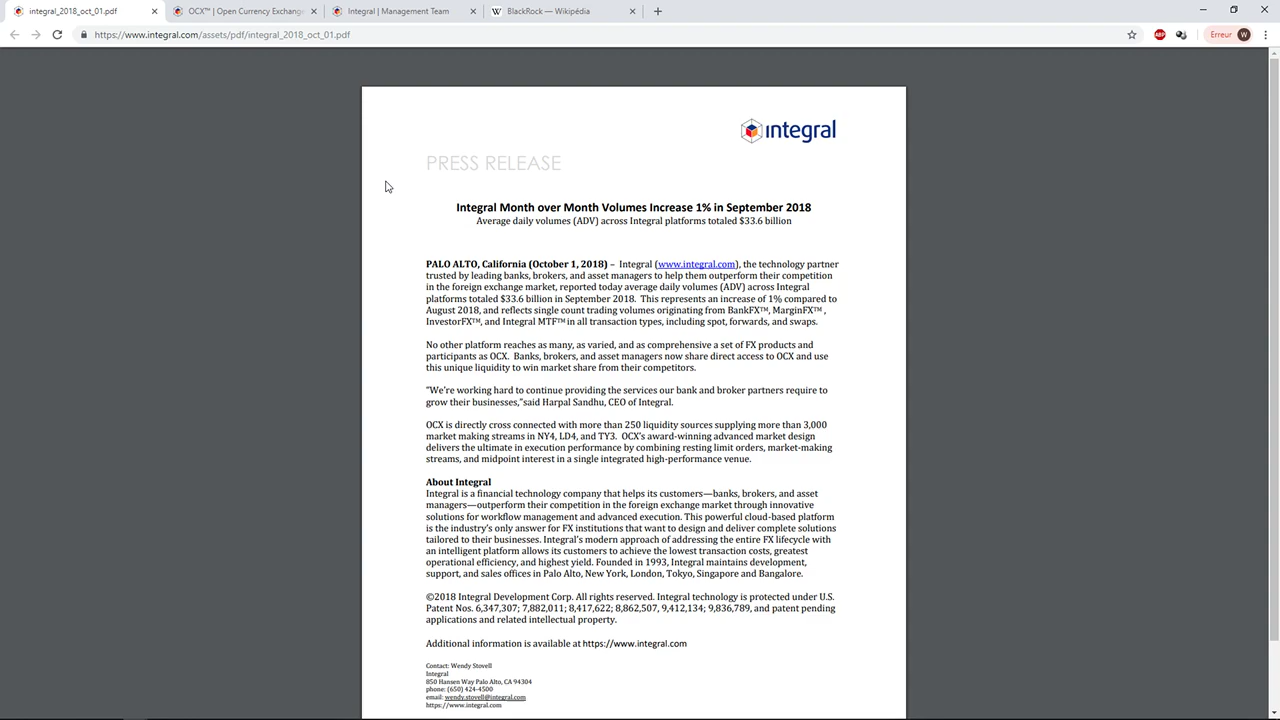 integral_2018_oct_01.pdf
OCX™ | Open Currency Exchange
Integral | Management Team
BlackRock — Wikipédia
https://www.integral.com/assets/pdf/integral_2018_oct_01.pdf
ABP
Erreur W
integral
PRESS RELEASE
Integral Month over Month Volumes Increase 1% in September 2018
Average daily volumes (ADV) across Integral platforms totaled $33.6 billion
PALO ALTO, California (October 1, 2018) – Integral (www.integral.com), the technology partner
trusted by leading banks, brokers, and asset managers to help them outperform their competition
in the foreign exchange market, reported today average daily volumes (ADV) across Integral
platforms totaled $33.6 billion in September 2018. This represents an increase of 1% compared to
August 2018, and reflects single count trading volumes originating from BankFX™, MarginFX™ ,
InvestorFX™, and Integral MTF™ in all transaction types, including spot, forwards, and swaps.
No other platform reaches as many, as varied, and as comprehensive a set of FX products and
participants as OCX. Banks, brokers, and asset managers now share direct access to OCX and use
this unique liquidity to win market share from their competitors.
"We're working hard to continue providing the services our bank and broker partners require to
grow their businesses,"said Harpal Sandhu, CEO of Integral.
OCX is directly cross connected with more than 250 liquidity sources supplying more than 3,000
market making streams in NY4, LD4, and TY3. OCX's award-winning advanced market design
delivers the ultimate in execution performance by combining resting limit orders, market-making
streams, and midpoint interest in a single integrated high-performance venue.
About Integral
Integral is a financial technology company that helps its customers—banks, brokers, and asset
managers—outperform their competition in the foreign exchange market through innovative
solutions for workflow management and advanced execution. This powerful cloud-based platform
is the industry's only answer for FX institutions that want to design and deliver complete solutions
tailored to their businesses. Integral's modern approach of addressing the entire FX lifecycle with
an intelligent platform allows its customers to achieve the lowest transaction costs, greatest
operational efficiency, and highest yield. Founded in 1993, Integral maintains development,
support, and sales offices in Palo Alto, New York, London, Tokyo, Singapore and Bangalore.
©2018 Integral Development Corp. All rights reserved. Integral technology is protected under U.S.
Patent Nos. 6,347,307; 7,882,011; 8,417,622; 8,862,507, 9,412,134; 9,836,789, and patent pending
applications and related intellectual property.
Additional information is available at https://www.integral.com
Contact: Wendy Stovell
Integral
850 Hansen Way Palo Alto, CA 94304
phone: (650) 424-4500
email: wendy.stovell@integral.com
https://www.integral.com